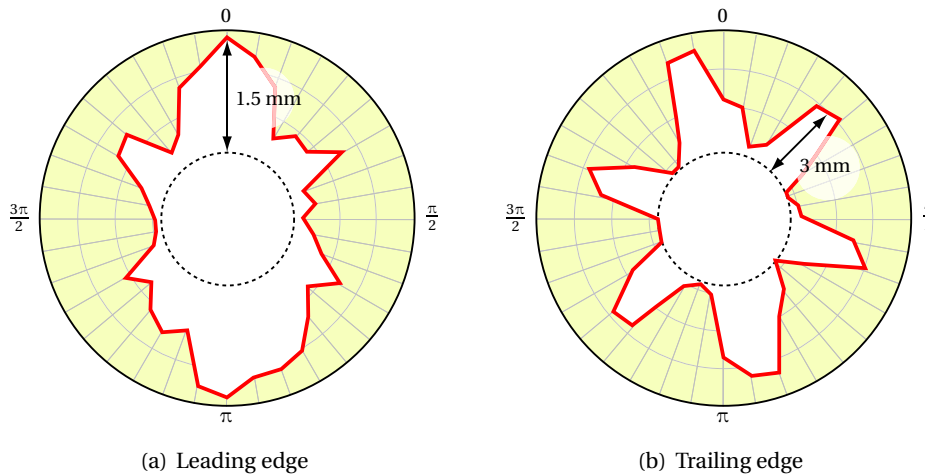 0
1.5 mm
3π/2
π/2
π
(a) Leading edge
0
3 mm
3π/2
π
(b) Trailing edge